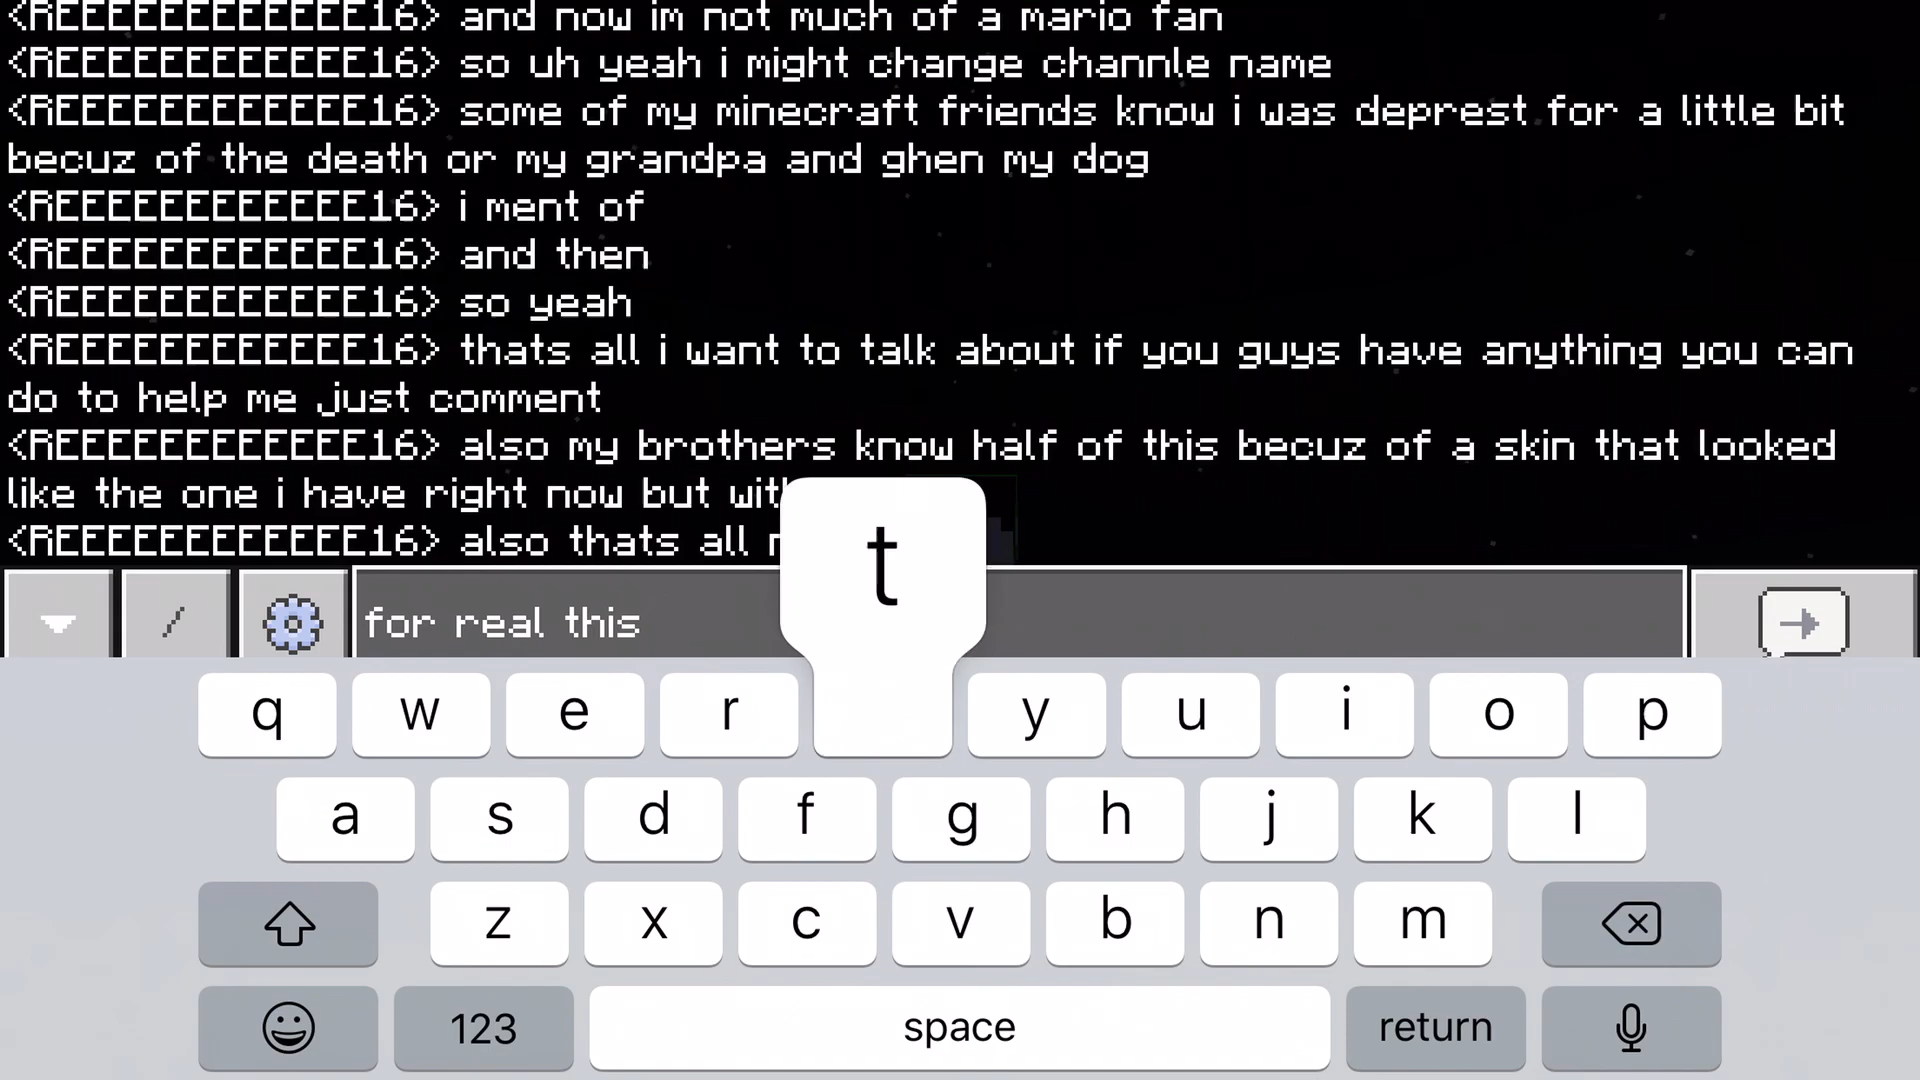 <REEEEEEEEEEEE16> and now im not much of a mario fan
<REEEEEEEEEEEE16> so uh yeah i might change channle name
<REEEEEEEEEEEE16> some of my minecraft friends know i was deprest for a little bit
becuz of the death or my grandpa and ghen my dog
<REEEEEEEEEEEE16> i ment of
<REEEEEEEEEEEE16> and then
<REEEEEEEEEEEE16> so yeah
<REEEEEEEEEEEE16> thats all i want to talk about if you guys have anything you can
do to help me just comment
<REEEEEEEEEEEE16> also my brothers know half of this becuz of a skin that looked
like the one i have right now but
<REEEEEEEEEEEE16> also thats all
/ for real this
t
q w e r y u i o p
a s d f g h j k l
z x c v b n m
123 space return